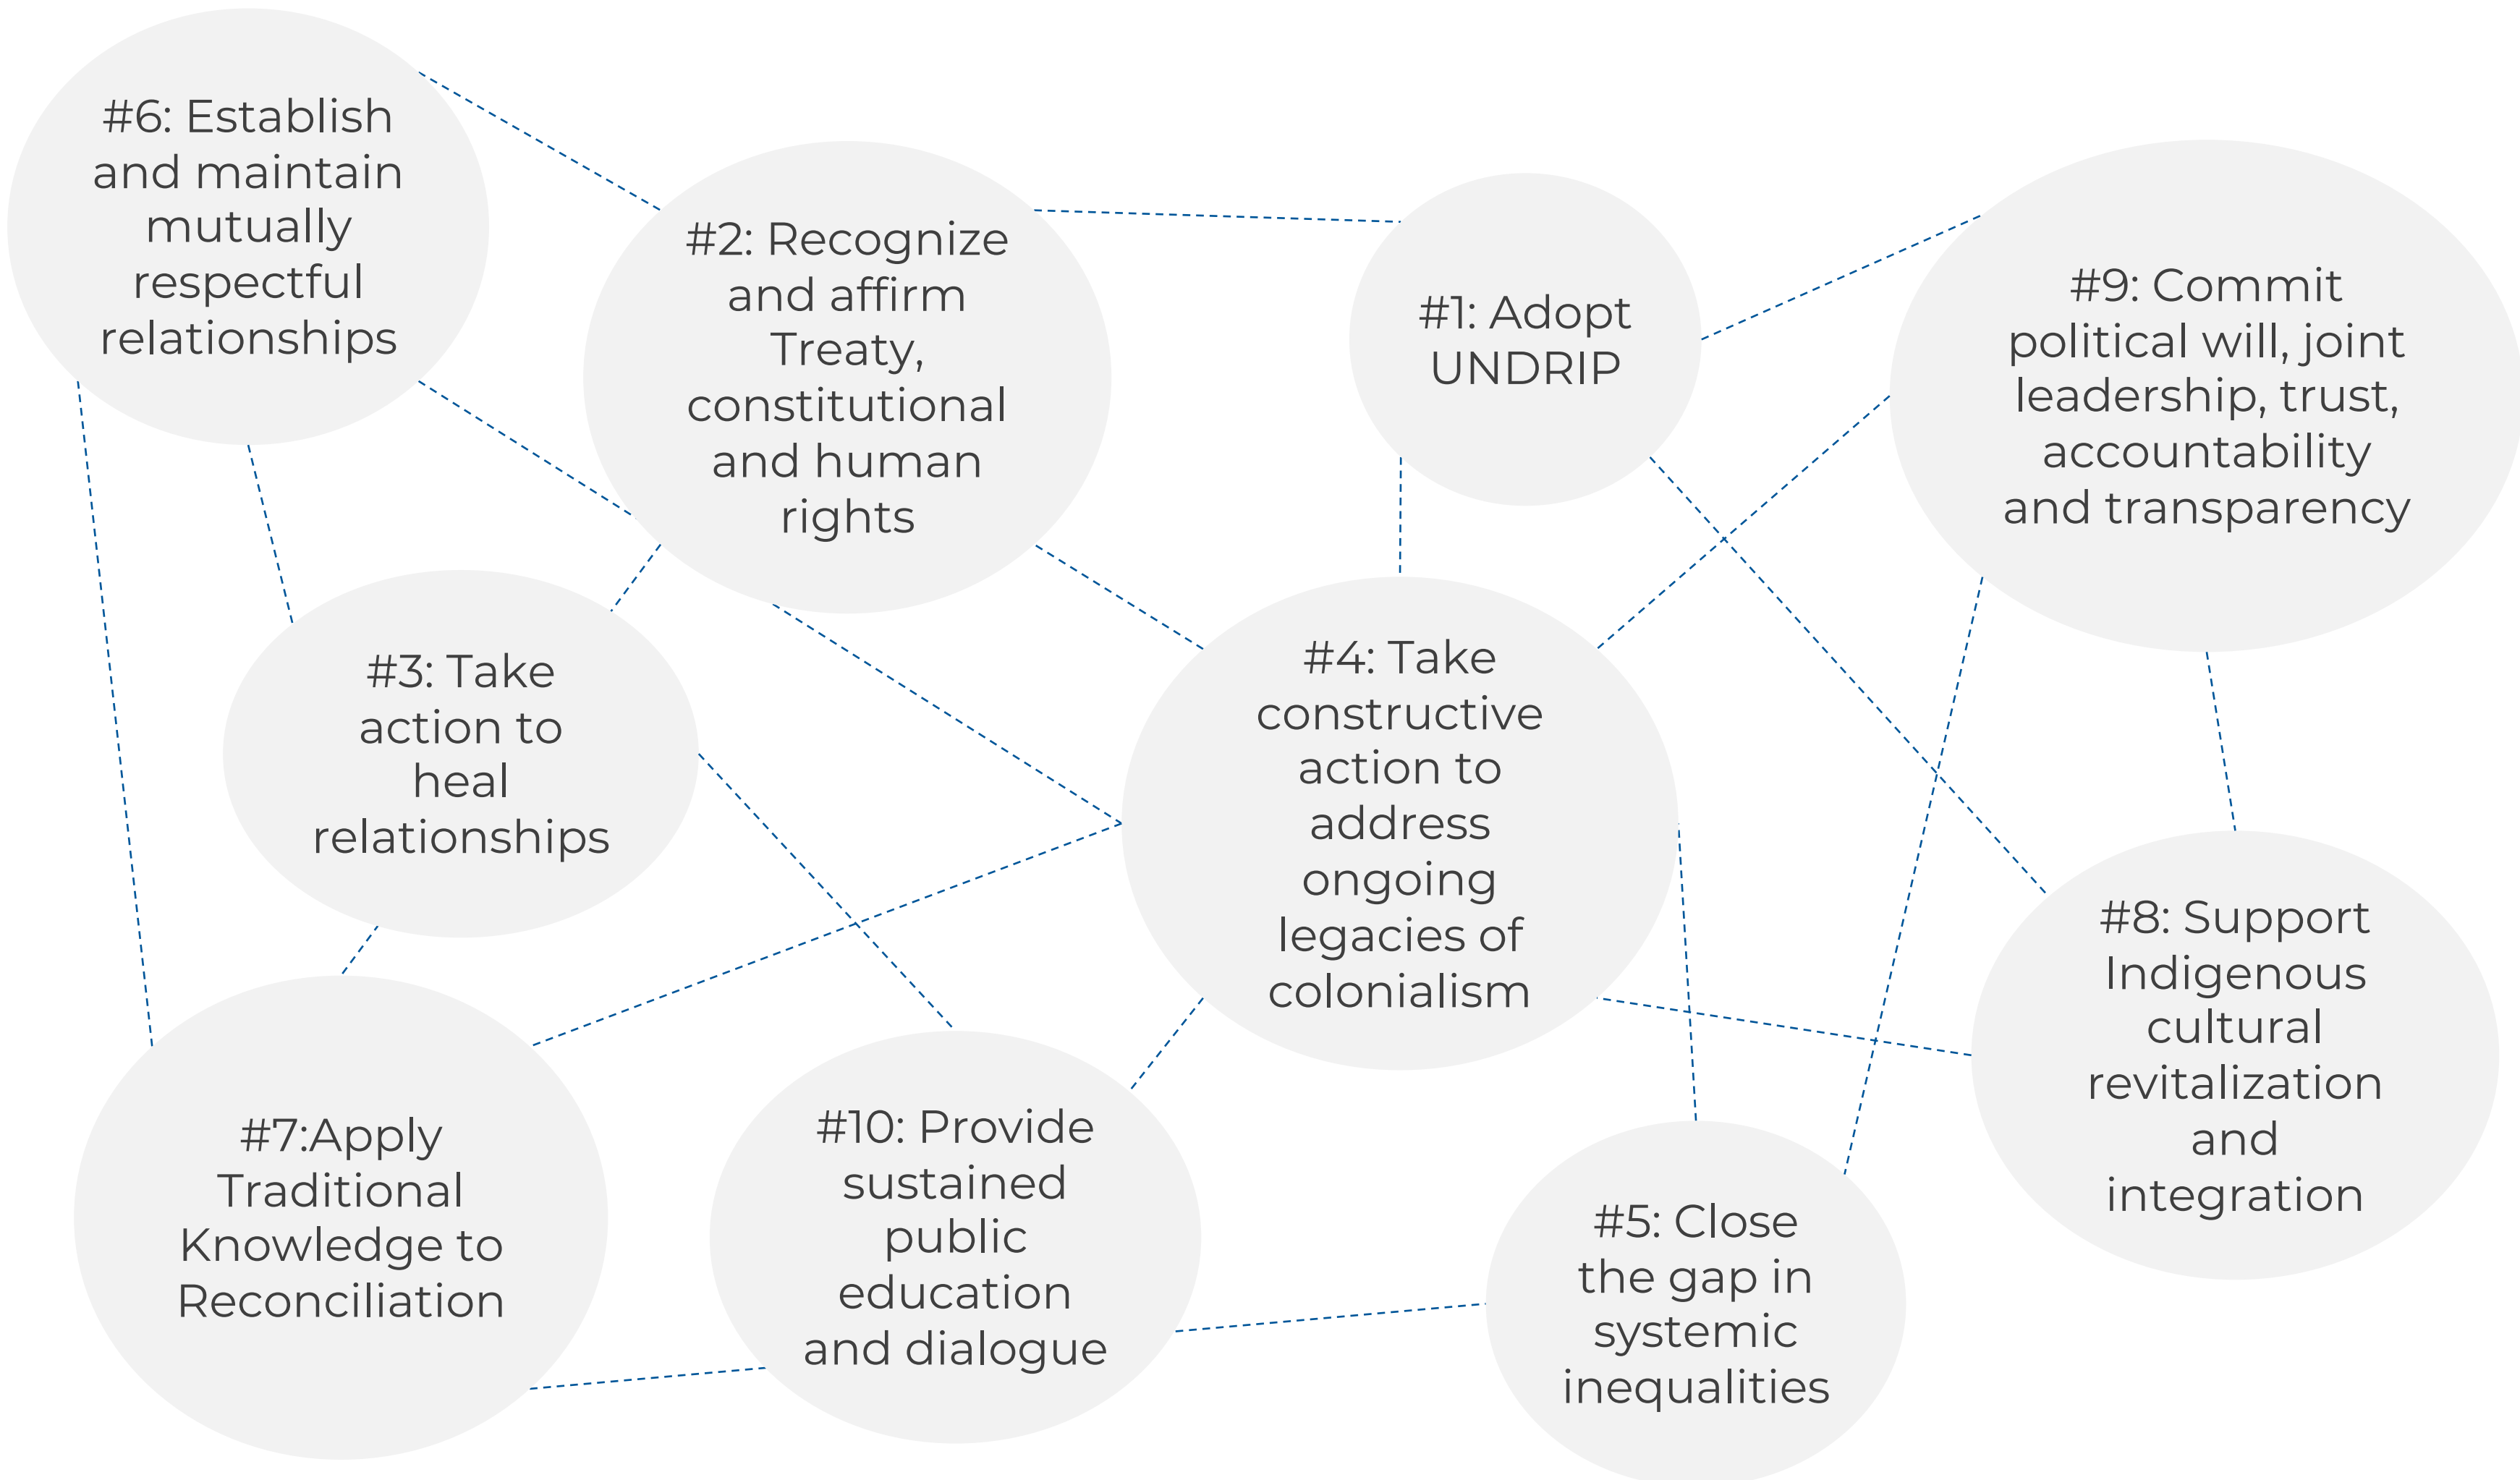 #6: Establish
and maintain
mutually
respectful
relationships
#2: Recognize
and affirm
Treaty,
constitutional
and human
rights
#1: Adopt
UNDRIP
#9: Commit
political will, joint
leadership, trust,
accountability
and transparency
#3: Take
action to
heal
relationships
#4: Take
constructive
action to
address
ongoing
legacies of
colonialism
#8: Support
Indigenous
cultural
revitalization
and
integration
#7:Apply
Traditional
Knowledge to
Reconciliation
#10: Provide
sustained
public
education
and dialogue
#5: Close
the gap in
systemic
inequalities